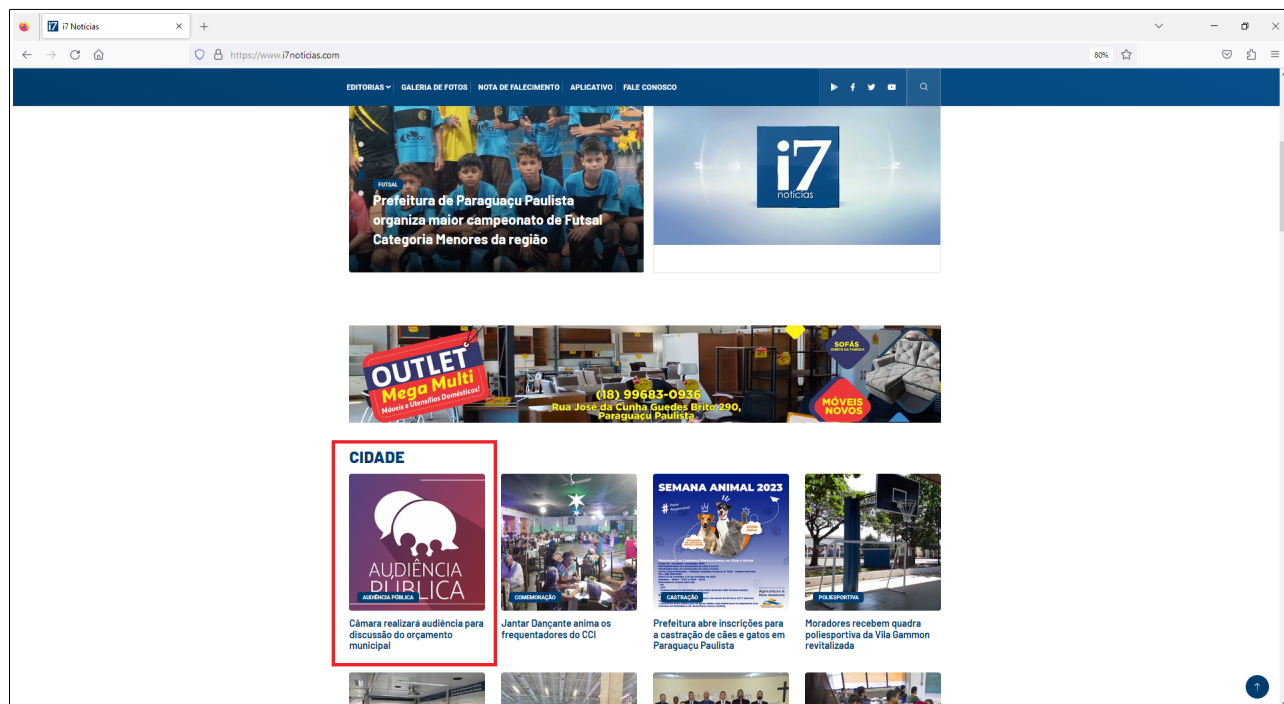 i7 Notícias
https://www.i7noticias.com
80%
EDITORIAS
GALERIA DE FOTOS
NOTA DE FALECIMENTO
APLICATIVO
FALE CONOSCO
FUTSAL
Prefeitura de Paraguaçu Paulista
organiza maior campeonato de Futsal
Categoria Menores da região
i7
notícias
OUTLET
Mega Multi
Móveis e Utensílios Domésticos!
(18) 99683-0936
Rua José da Cunha Guedes Brito 290,
Paraguaçu Paulista
SOFÁS
DIRETO DA FÁBRICA
MÓVEIS
NOVOS
CIDADE
AUDIÊNCIA
PÚBLICA
AUDIÊNCIA PÚBLICA
Câmara realizará audiência para
discussão do orçamento
municipal
COMEMORAÇÃO
Jantar Dançante anima os
frequentadores do CCI
SEMANA ANIMAL 2023
CASTRAÇÃO
Prefeitura abre inscrições para
a castração de cães e gatos em
Paraguaçu Paulista
POLIESPORTIVA
Moradores recebem quadra
poliesportiva da Vila Gammon
revitalizada